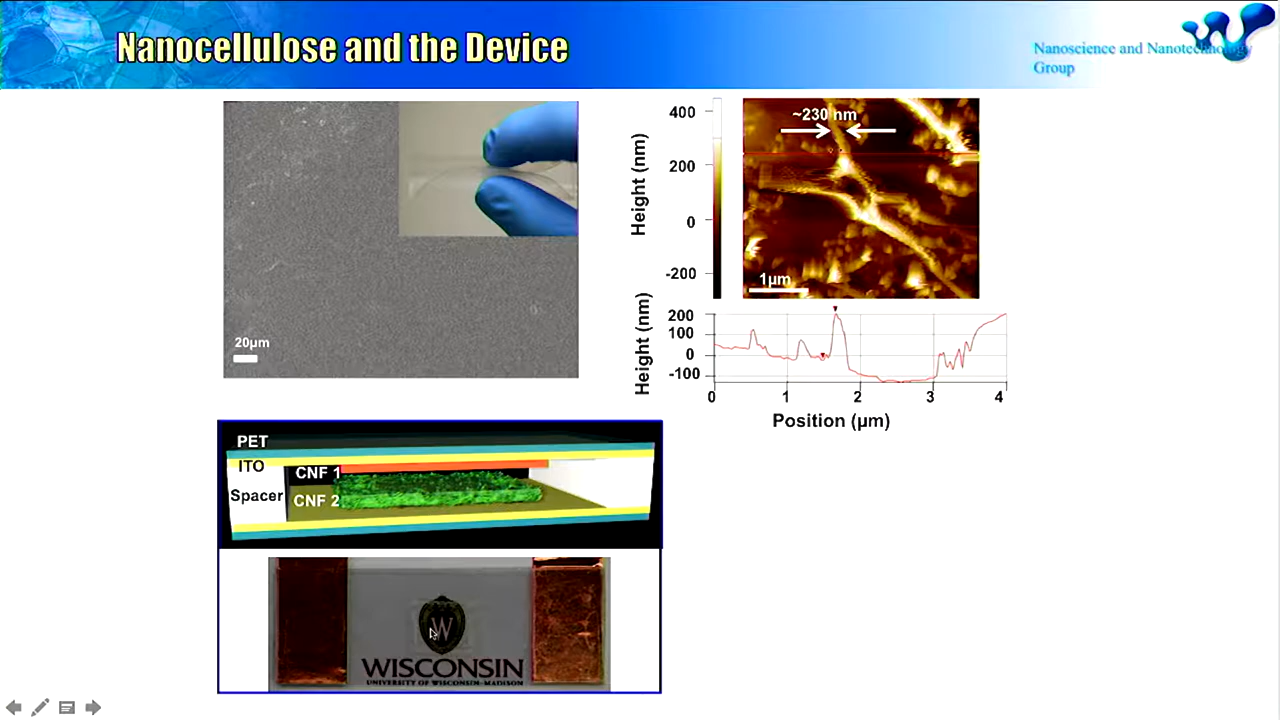 Nanocellulose and the Device
Nanoscience and Nanotechnology
Group
20μm
400
200
0
-200
Height (nm)
~230 nm
1μm
200
100
0
-100
Height (nm)
0 1 2 3 4
Position (μm)
PET
ITO
CNF 1
Spacer
CNF 2
W
WISCONSIN
UNIVERSITY OF WISCONSIN–MADISON